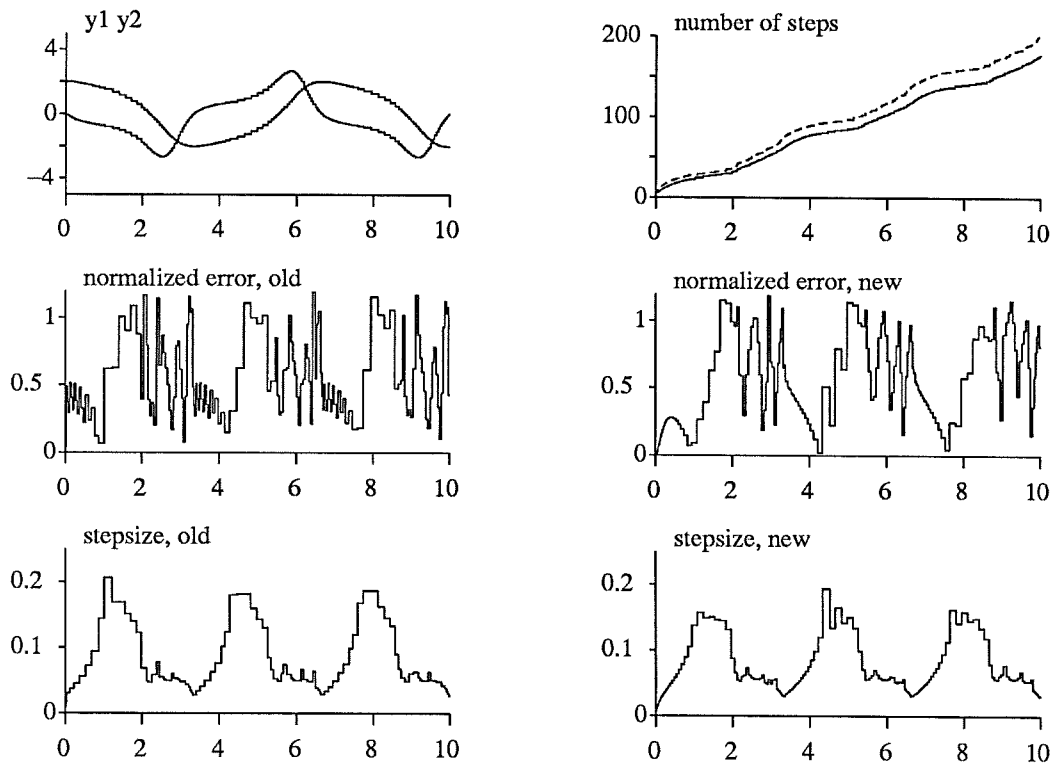 y1 y2
4
0
−4
0 2 4 6 8 10
number of steps
200
100
0
0 2 4 6 8 10
normalized error, old
1
0.5
0
0 2 4 6 8 10
normalized error, new
1
0.5
0
0 2 4 6 8 10
stepsize, old
0.2
0.1
0
0 2 4 6 8 10
stepsize, new
0.2
0.1
0
0 2 4 6 8 10